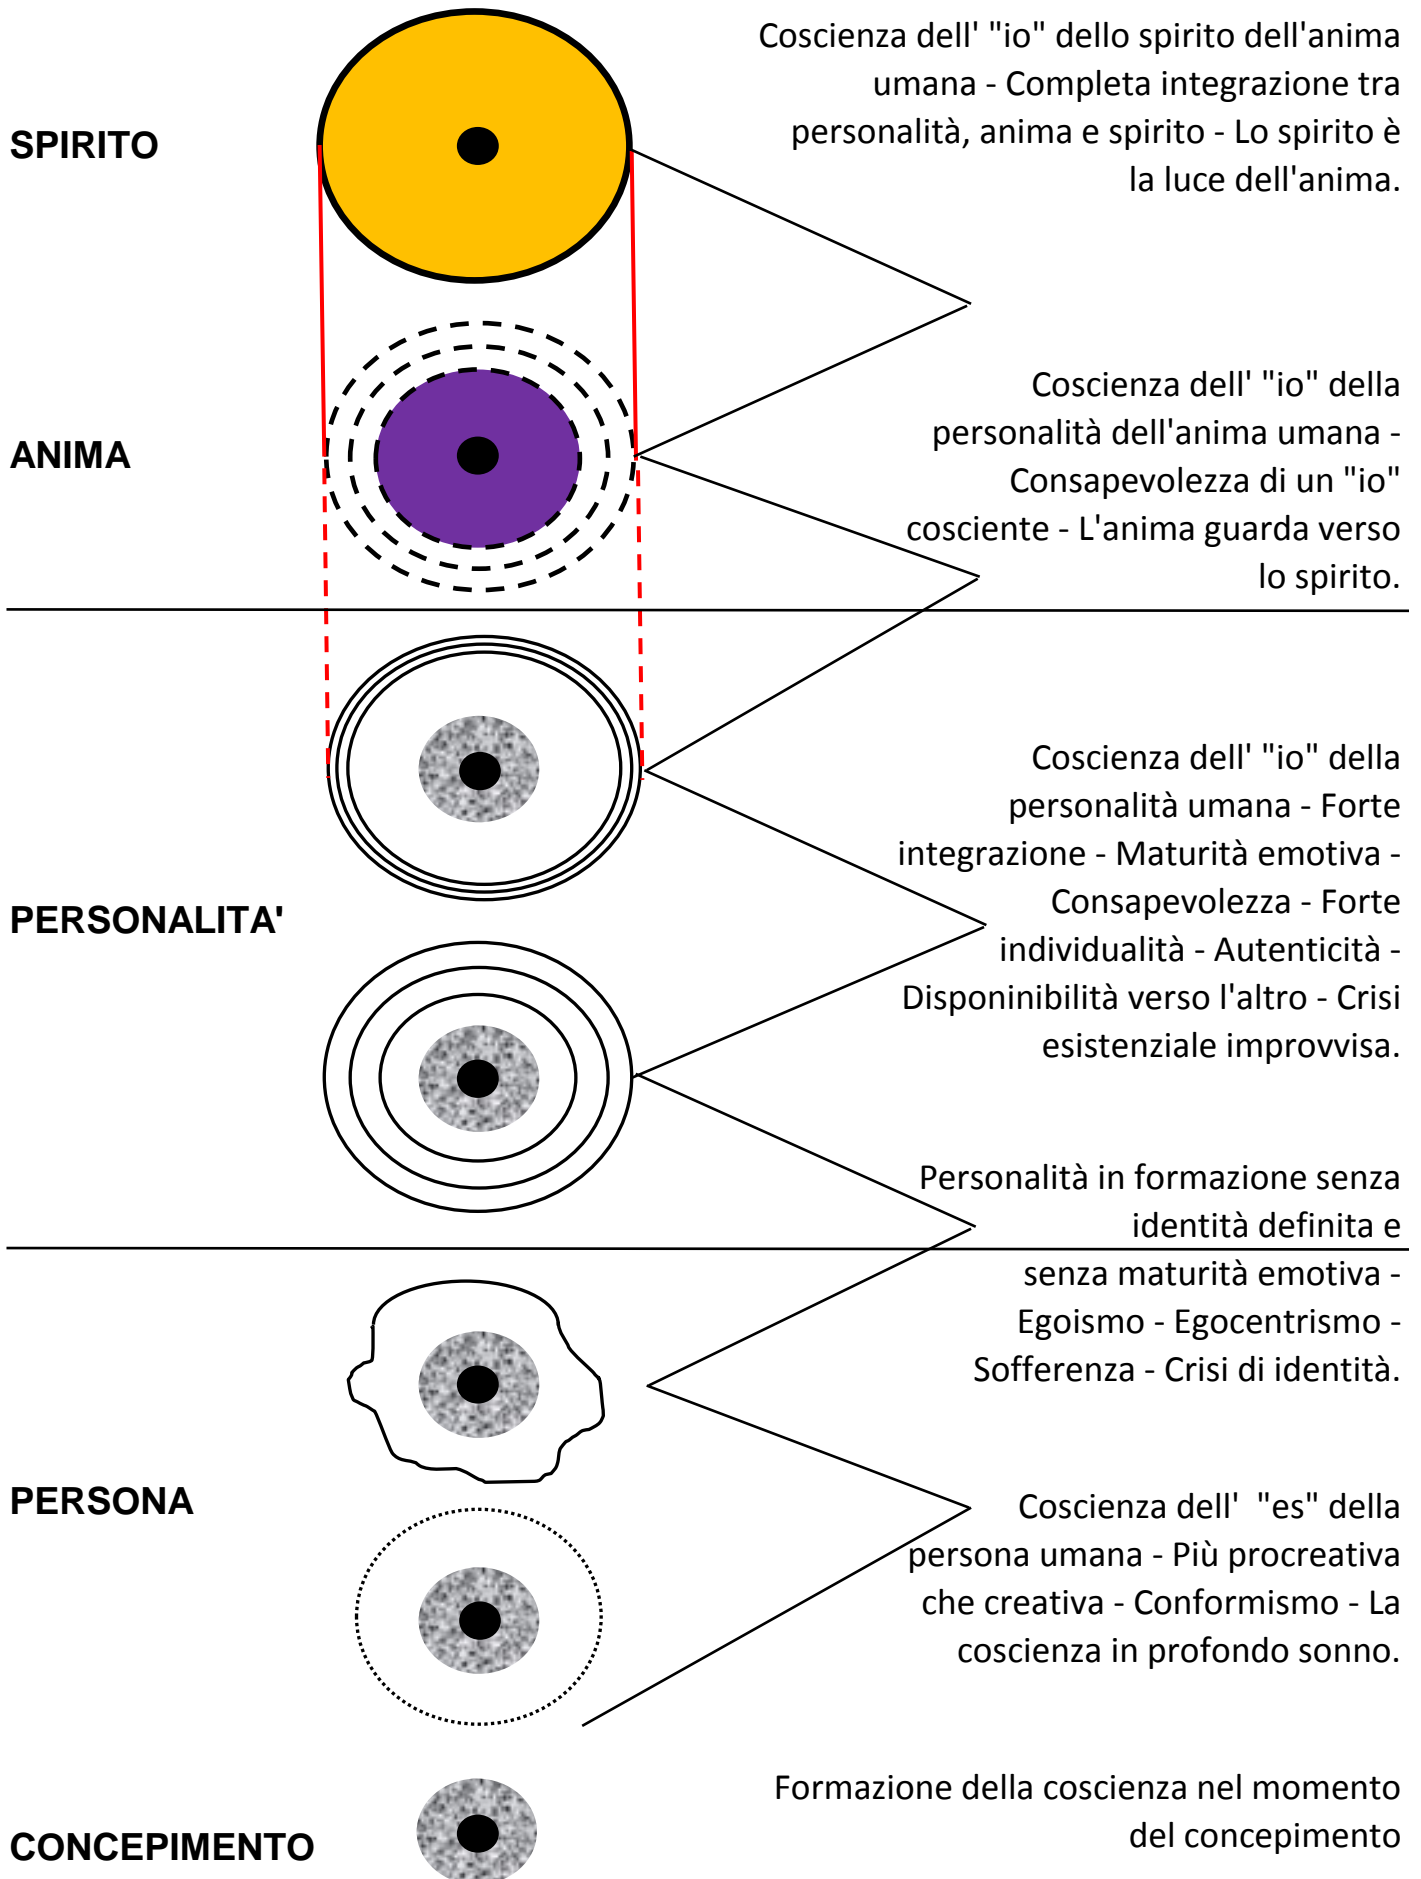 Coscienza dell' "io" dello spirito dell'anima
umana - Completa integrazione tra
personalità, anima e spirito - Lo spirito è
la luce dell'anima.
SPIRITO
Coscienza dell' "io" della
personalità dell'anima umana -
Consapevolezza di un "io"
cosciente - L'anima guarda verso
lo spirito.
ANIMA
Coscienza dell' "io" della
personalità umana - Forte
integrazione - Maturità emotiva -
Consapevolezza - Forte
individualità - Autenticità -
Disponinibilità verso l'altro - Crisi
esistenziale improvvisa.
PERSONALITA'
Personalità in formazione senza
identità definita e
senza maturità emotiva -
Egoismo - Egocentrismo -
Sofferenza - Crisi di identità.
PERSONA
Coscienza dell' "es" della
persona umana - Più procreativa
che creativa - Conformismo - La
coscienza in profondo sonno.
Formazione della coscienza nel momento
del concepimento
CONCEPIMENTO